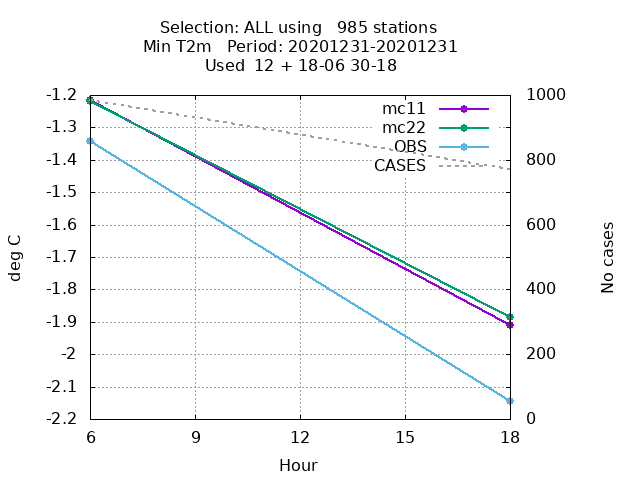 Selection: ALL using   985 stations
Min T2m   Period: 20201231-20201231
Used  12 + 18-06 30-18
-1.2
-1.3
-1.4
-1.5
-1.6
-1.7
-1.8
-1.9
-2
-2.1
-2.2
deg C
mc11
mc22
OBS
CASES
1000
800
600
400
200
0
No cases
6 9 12 15 18
Hour